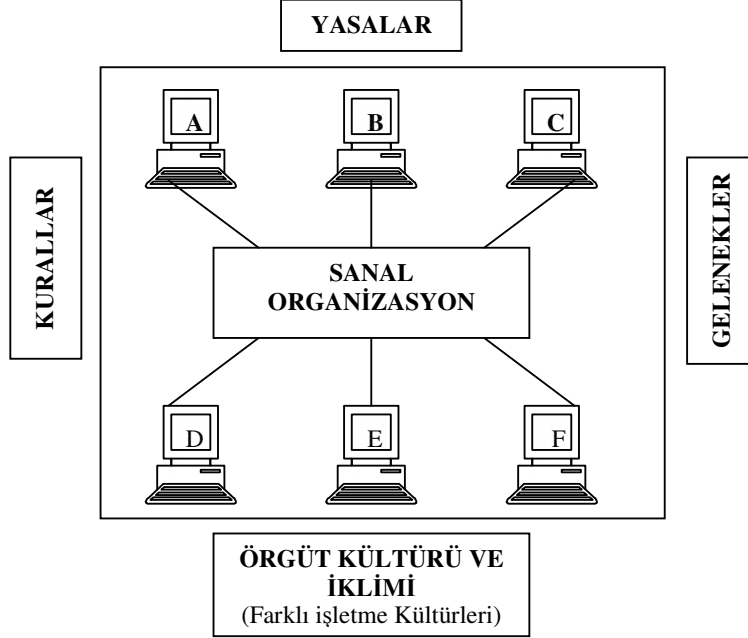 YASALAR
A
B
C
KURALLAR
GELENEKLER
SANAL
ORGANİZASYON
D
E
F
ÖRGÜT KÜLTÜRÜ VE
İKLİMİ
(Farklı işletme Kültürleri)